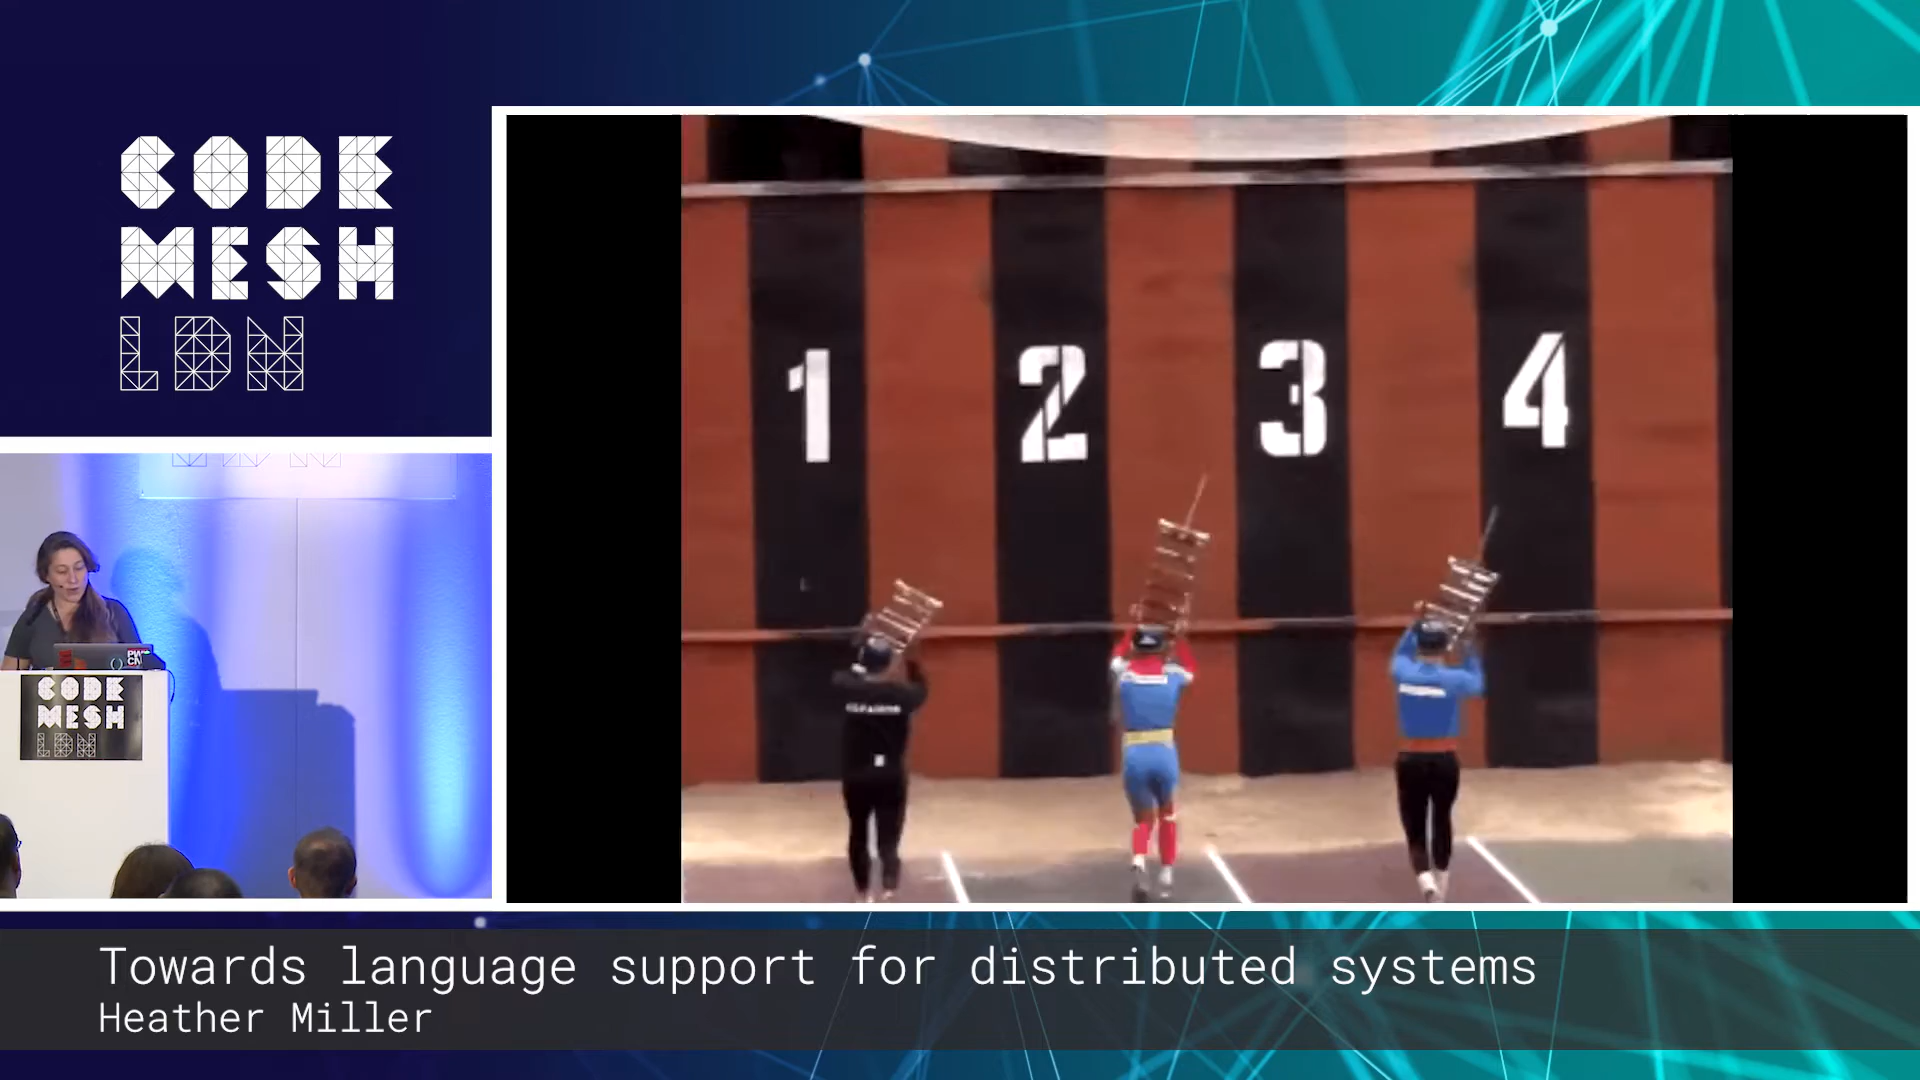 CODE
MESH
LDN
1 2 3 4
CODE
MESH
LDN
Towards language support for distributed systems
Heather Miller